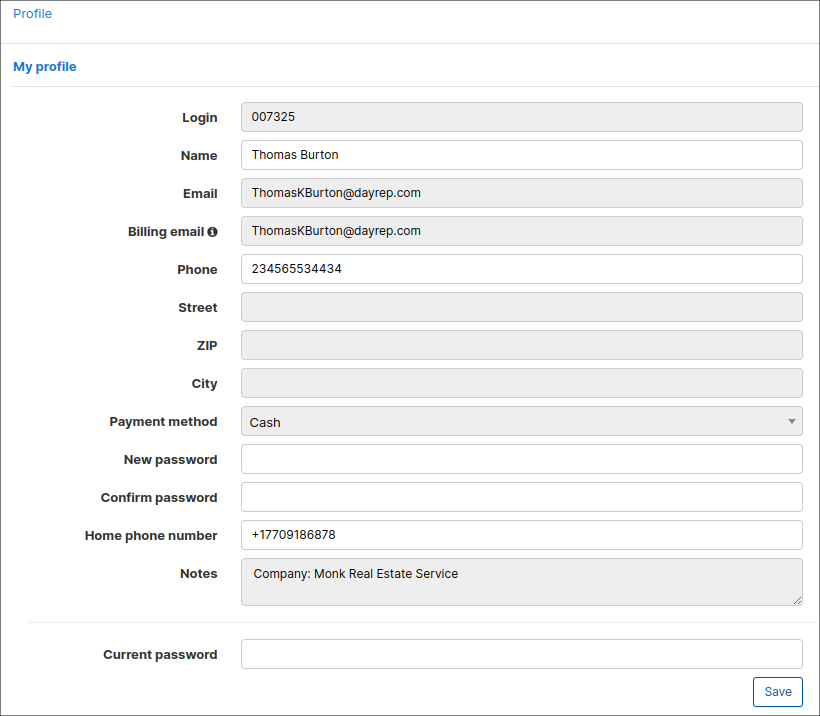 Profile
My profile
Login 007325
Name Thomas Burton
Email ThomasKBurton@dayrep.com
Billing email ThomasKBurton@dayrep.com
Phone 234565534434
Street
ZIP
City
Payment method Cash
New password
Confirm password
Home phone number +17709186878
Notes Company: Monk Real Estate Service
Current password
Save